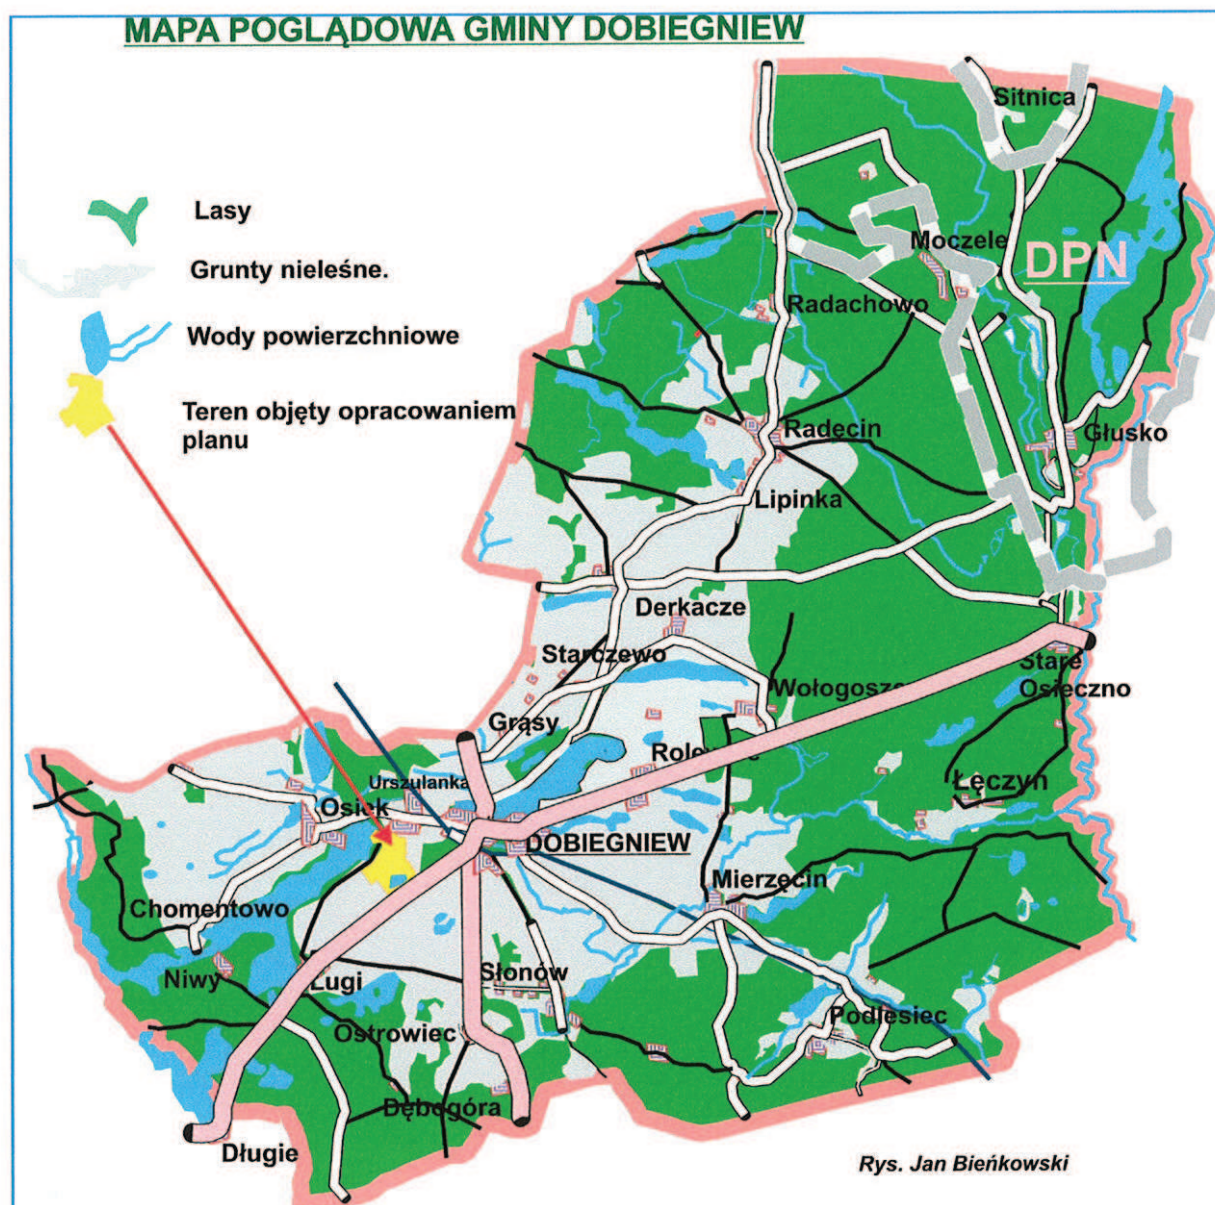 MAPA POGLĄDOWA GMINY DOBIEGNIEW
Sitnica
Lasy
Moczele
DPN
Grunty nieleśne.
Radachowo
Wody powierzchniowe
Teren objęty opracowaniem
planu
Radęcin
Głusko
Lipinka
Derkacze
Starczewo
Stare
Osieczno
Grąsy
Urszulanka
Osiek
Łęczyn
DOBIEGNIEW
Mierzęcin
Chomentowo
Niwy
Ługi
Słonów
Ostrowiec
Podlesiec
Dębogóra
Długie
Rys. Jan Bieńkowski